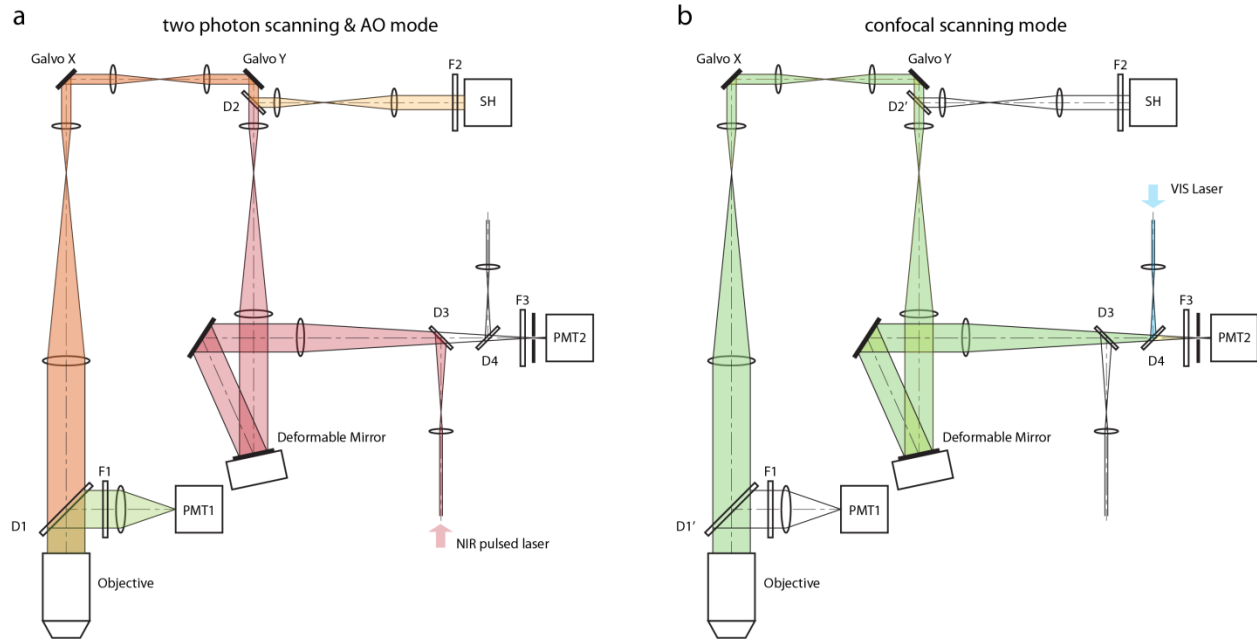 a
two photon scanning & AO mode
Galvo X
Galvo Y
F2
D2
SH
D3
F3
PMT2
D4
Deformable Mirror
F1
PMT1
D1
NIR pulsed laser
Objective
b
confocal scanning mode
Galvo X
Galvo Y
F2
D2′
SH
VIS Laser
D3
F3
PMT2
D4
Deformable Mirror
F1
PMT1
D1′
Objective